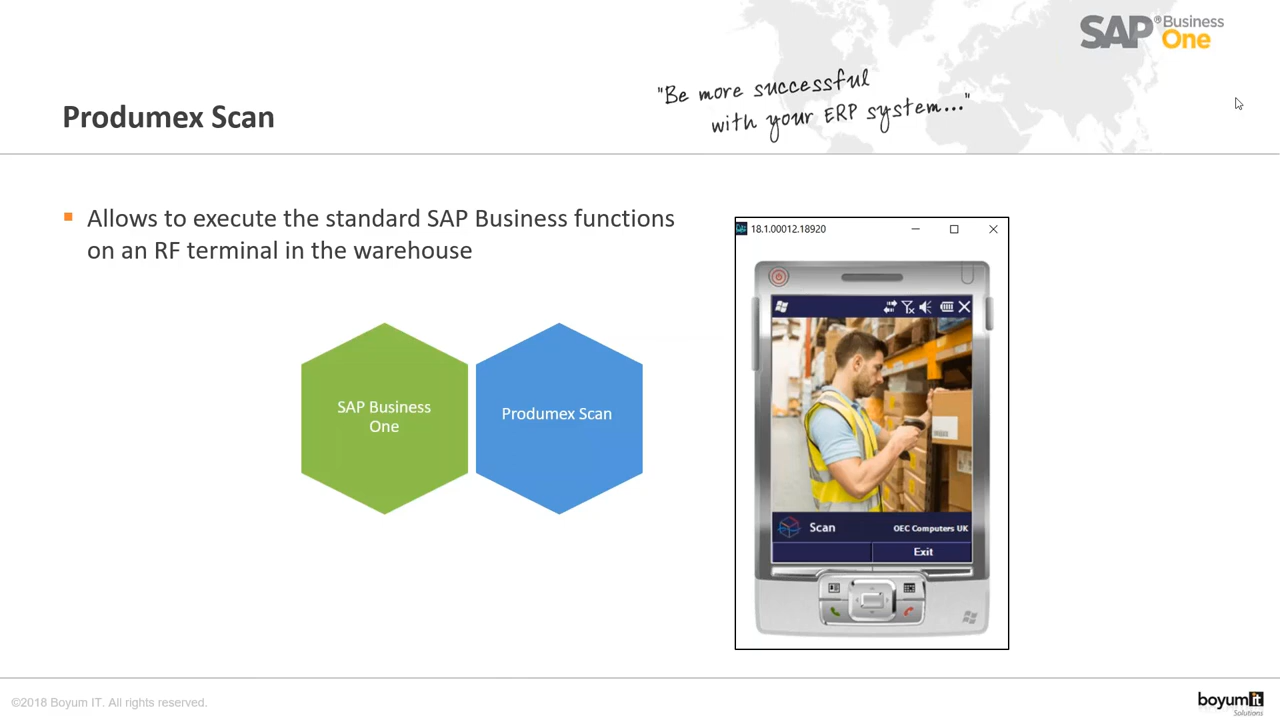 SAP® Business
One
"Be more successful
with your ERP system..."
Produmex Scan
▪ Allows to execute the standard SAP Business functions
on an RF terminal in the warehouse
18.1.00012.18920
SAP Business
One
Produmex Scan
Scan
OEC Computers UK
Exit
©2018 Boyum IT. All rights reserved.
boyum it
Solutions